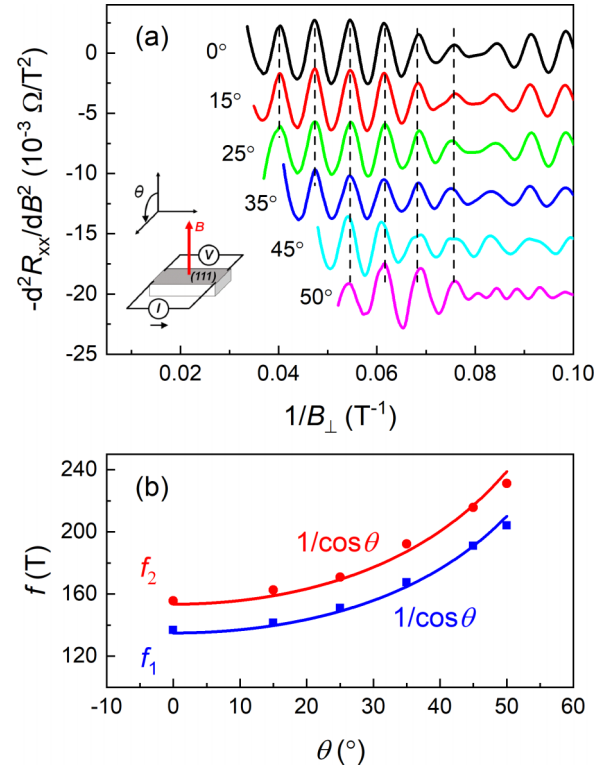 (a)
0°
15°
25°
35°
45°
50°
θ
B
V
(111)
I
0
-5
-10
-15
-20
-25
-d²Rxx/dB² (10⁻³ Ω/T²)
0.02 0.04 0.06 0.08 0.10
1/B⊥ (T⁻¹)
(b)
240
200
160
120
f (T)
f₂
1/cosθ
f₁
1/cosθ
-10 0 10 20 30 40 50 60
θ (°)